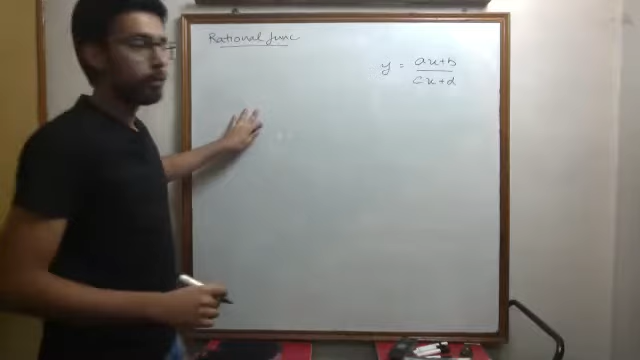 Rational func
y = ax+b
cx+d